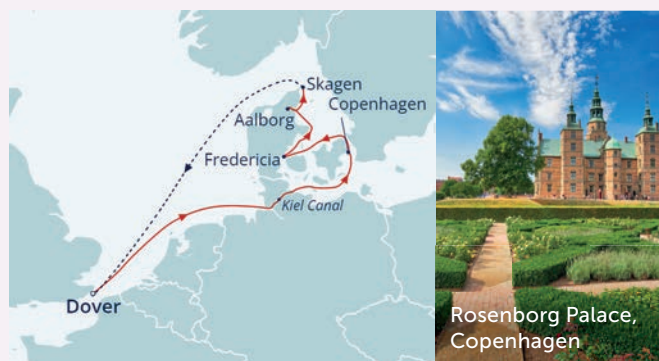 Skagen
Copenhagen
Aalborg
Fredericia
Kiel Canal
Dover
Rosenborg Palace,
Copenhagen